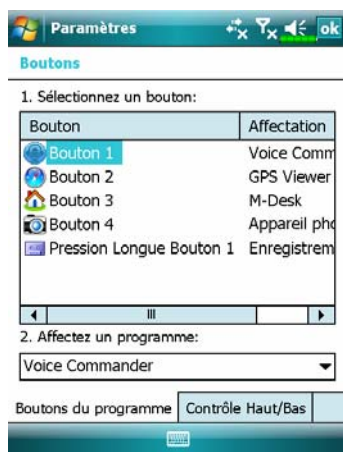 Paramètres ok
Boutons
1. Sélectionnez un bouton:
Bouton Affectation
Bouton 1 Voice Comm
Bouton 2 GPS Viewer
Bouton 3 M-Desk
Bouton 4 Appareil pho
Pression Longue Bouton 1 Enregistrem
2. Affectez un programme:
Voice Commander
Boutons du programme Contrôle Haut/Bas